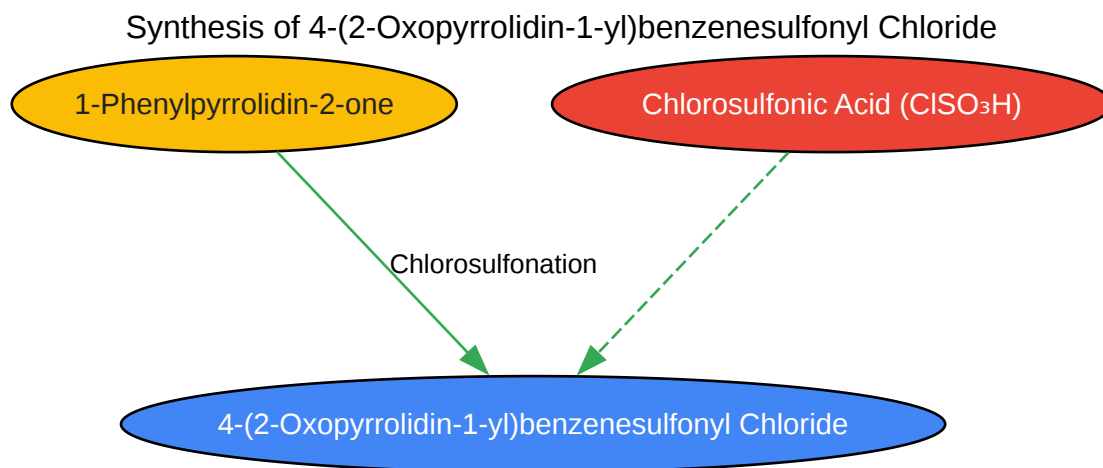 Synthesis of 4-(2-Oxopyrrolidin-1-yl)benzenesulfonyl Chloride
1-Phenylpyrrolidin-2-one
Chlorosulfonic Acid (ClSO₃H)
Chlorosulfonation
4-(2-Oxopyrrolidin-1-yl)benzenesulfonyl Chloride